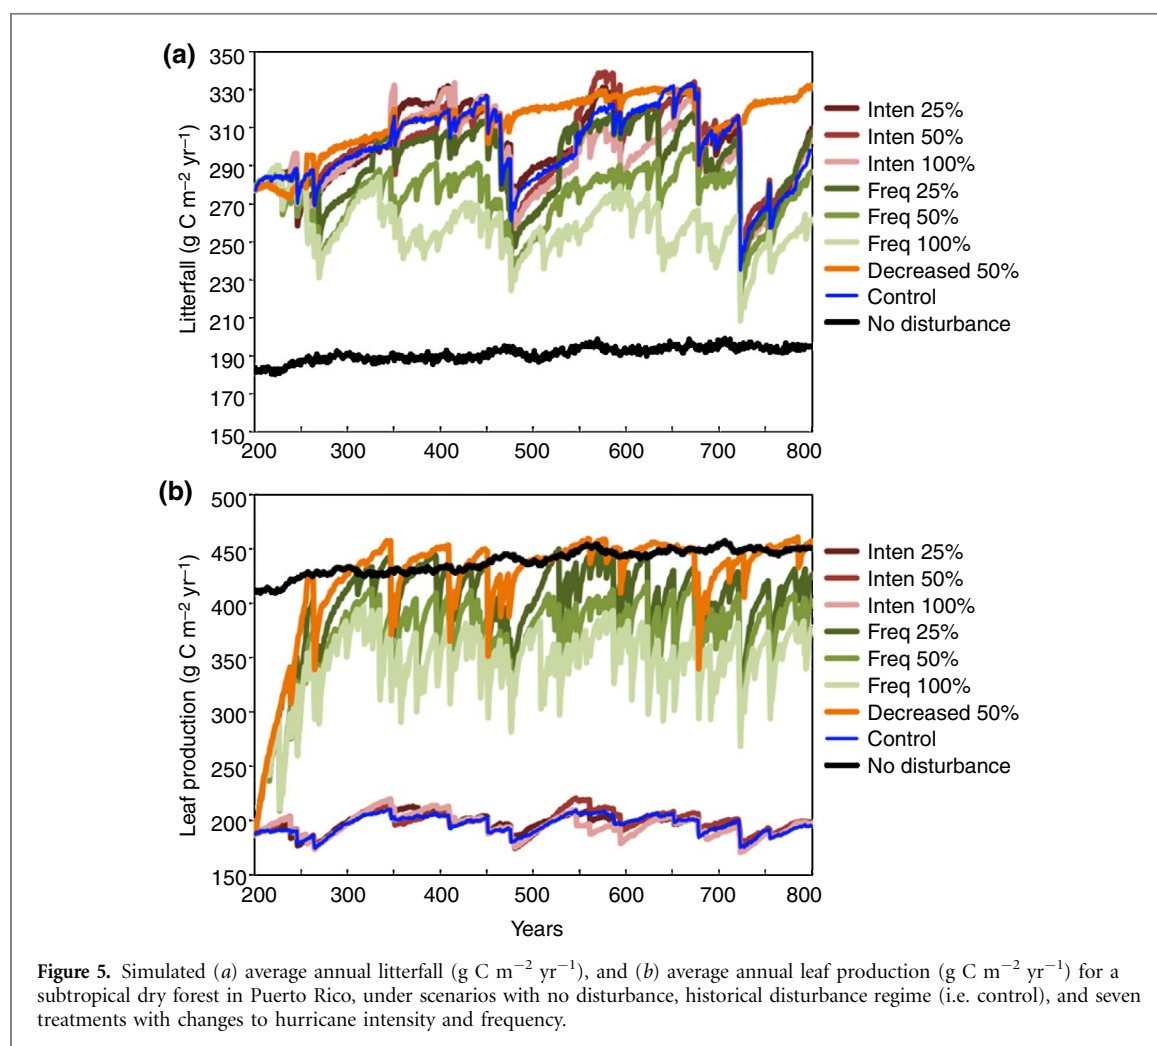 (a)
350
330
310
290
270
250
230
210
190
170
150
Litterfall (g C m⁻² yr⁻¹)
200 300 400 500 600 700 800
Inten 25%
Inten 50%
Inten 100%
Freq 25%
Freq 50%
Freq 100%
Decreased 50%
Control
No disturbance
(b)
500
450
400
350
300
250
200
150
Leaf production (g C m⁻² yr⁻¹)
200 300 400 500 600 700 800
Years
Inten 25%
Inten 50%
Inten 100%
Freq 25%
Freq 50%
Freq 100%
Decreased 50%
Control
No disturbance
Figure 5. Simulated (a) average annual litterfall (g C m⁻² yr⁻¹), and (b) average annual leaf production (g C m⁻² yr⁻¹) for a
subtropical dry forest in Puerto Rico, under scenarios with no disturbance, historical disturbance regime (i.e. control), and seven
treatments with changes to hurricane intensity and frequency.